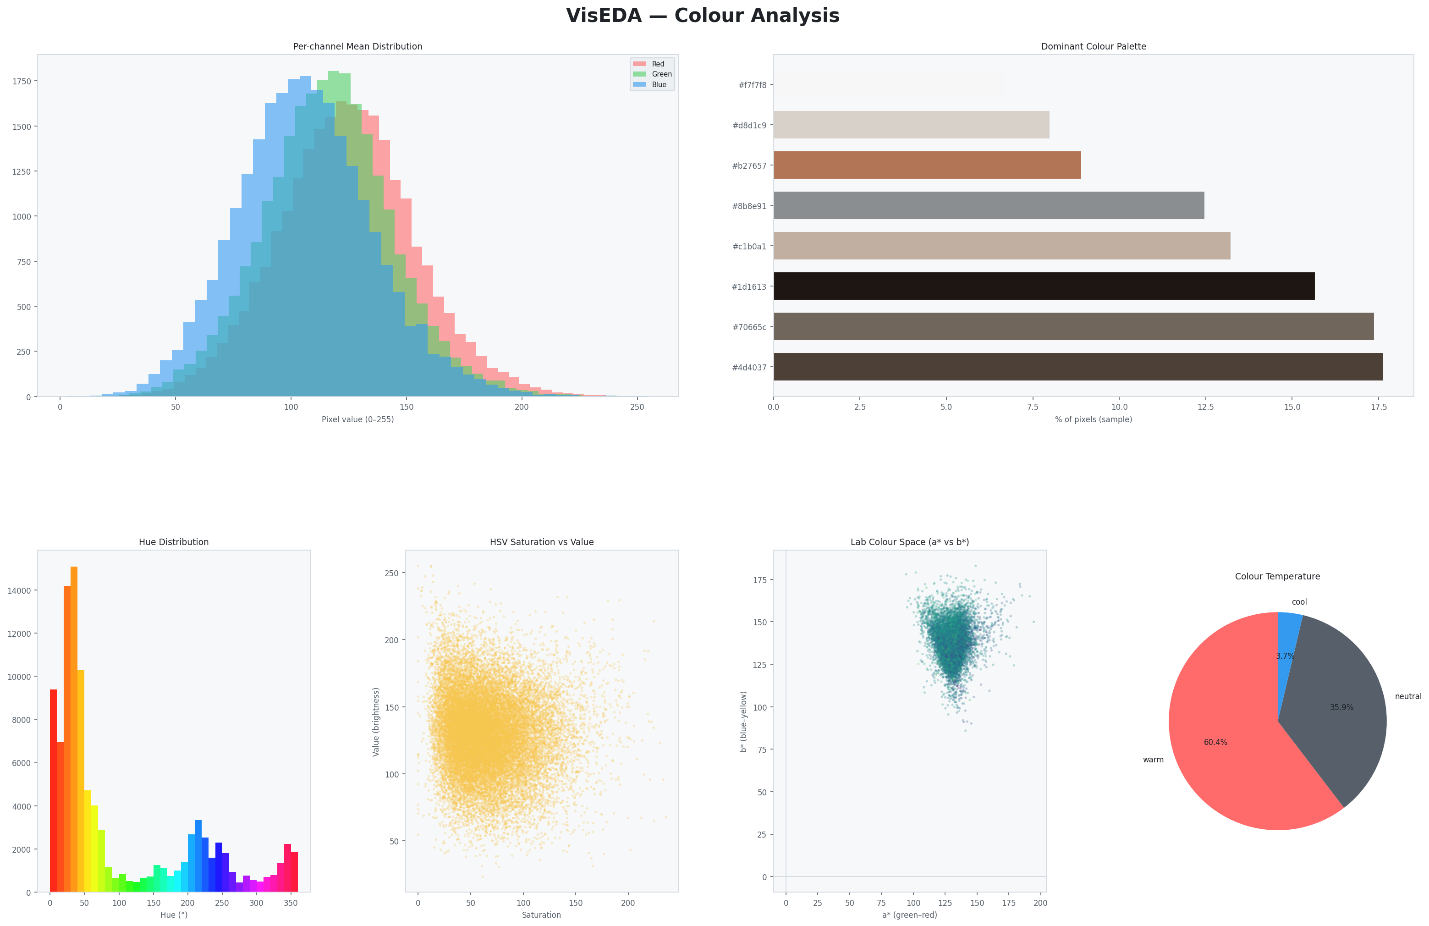 VisEDA — Colour Analysis
Per-channel Mean Distribution
Red
Green
Blue
1750
1500
1250
1000
750
500
250
0
0 50 100 150 200 250
Pixel value (0–255)
Dominant Colour Palette
#f7f7f8
#d8d1c9
#b27657
#8b8e91
#c1b0a1
#1d1613
#70665c
#4d4037
0.0 2.5 5.0 7.5 10.0 12.5 15.0 17.5
% of pixels (sample)
Hue Distribution
14000
12000
10000
8000
6000
4000
2000
0
0 50 100 150 200 250 300 350
Hue (°)
HSV Saturation vs Value
Value (brightness)
250
200
150
100
50
0 50 100 150 200
Saturation
Lab Colour Space (a* vs b*)
b* (blue–yellow)
175
150
125
100
75
50
25
0
0 25 50 75 100 125 150 175 200
a* (green–red)
Colour Temperature
cool
3.7%
neutral
35.9%
60.4%
warm